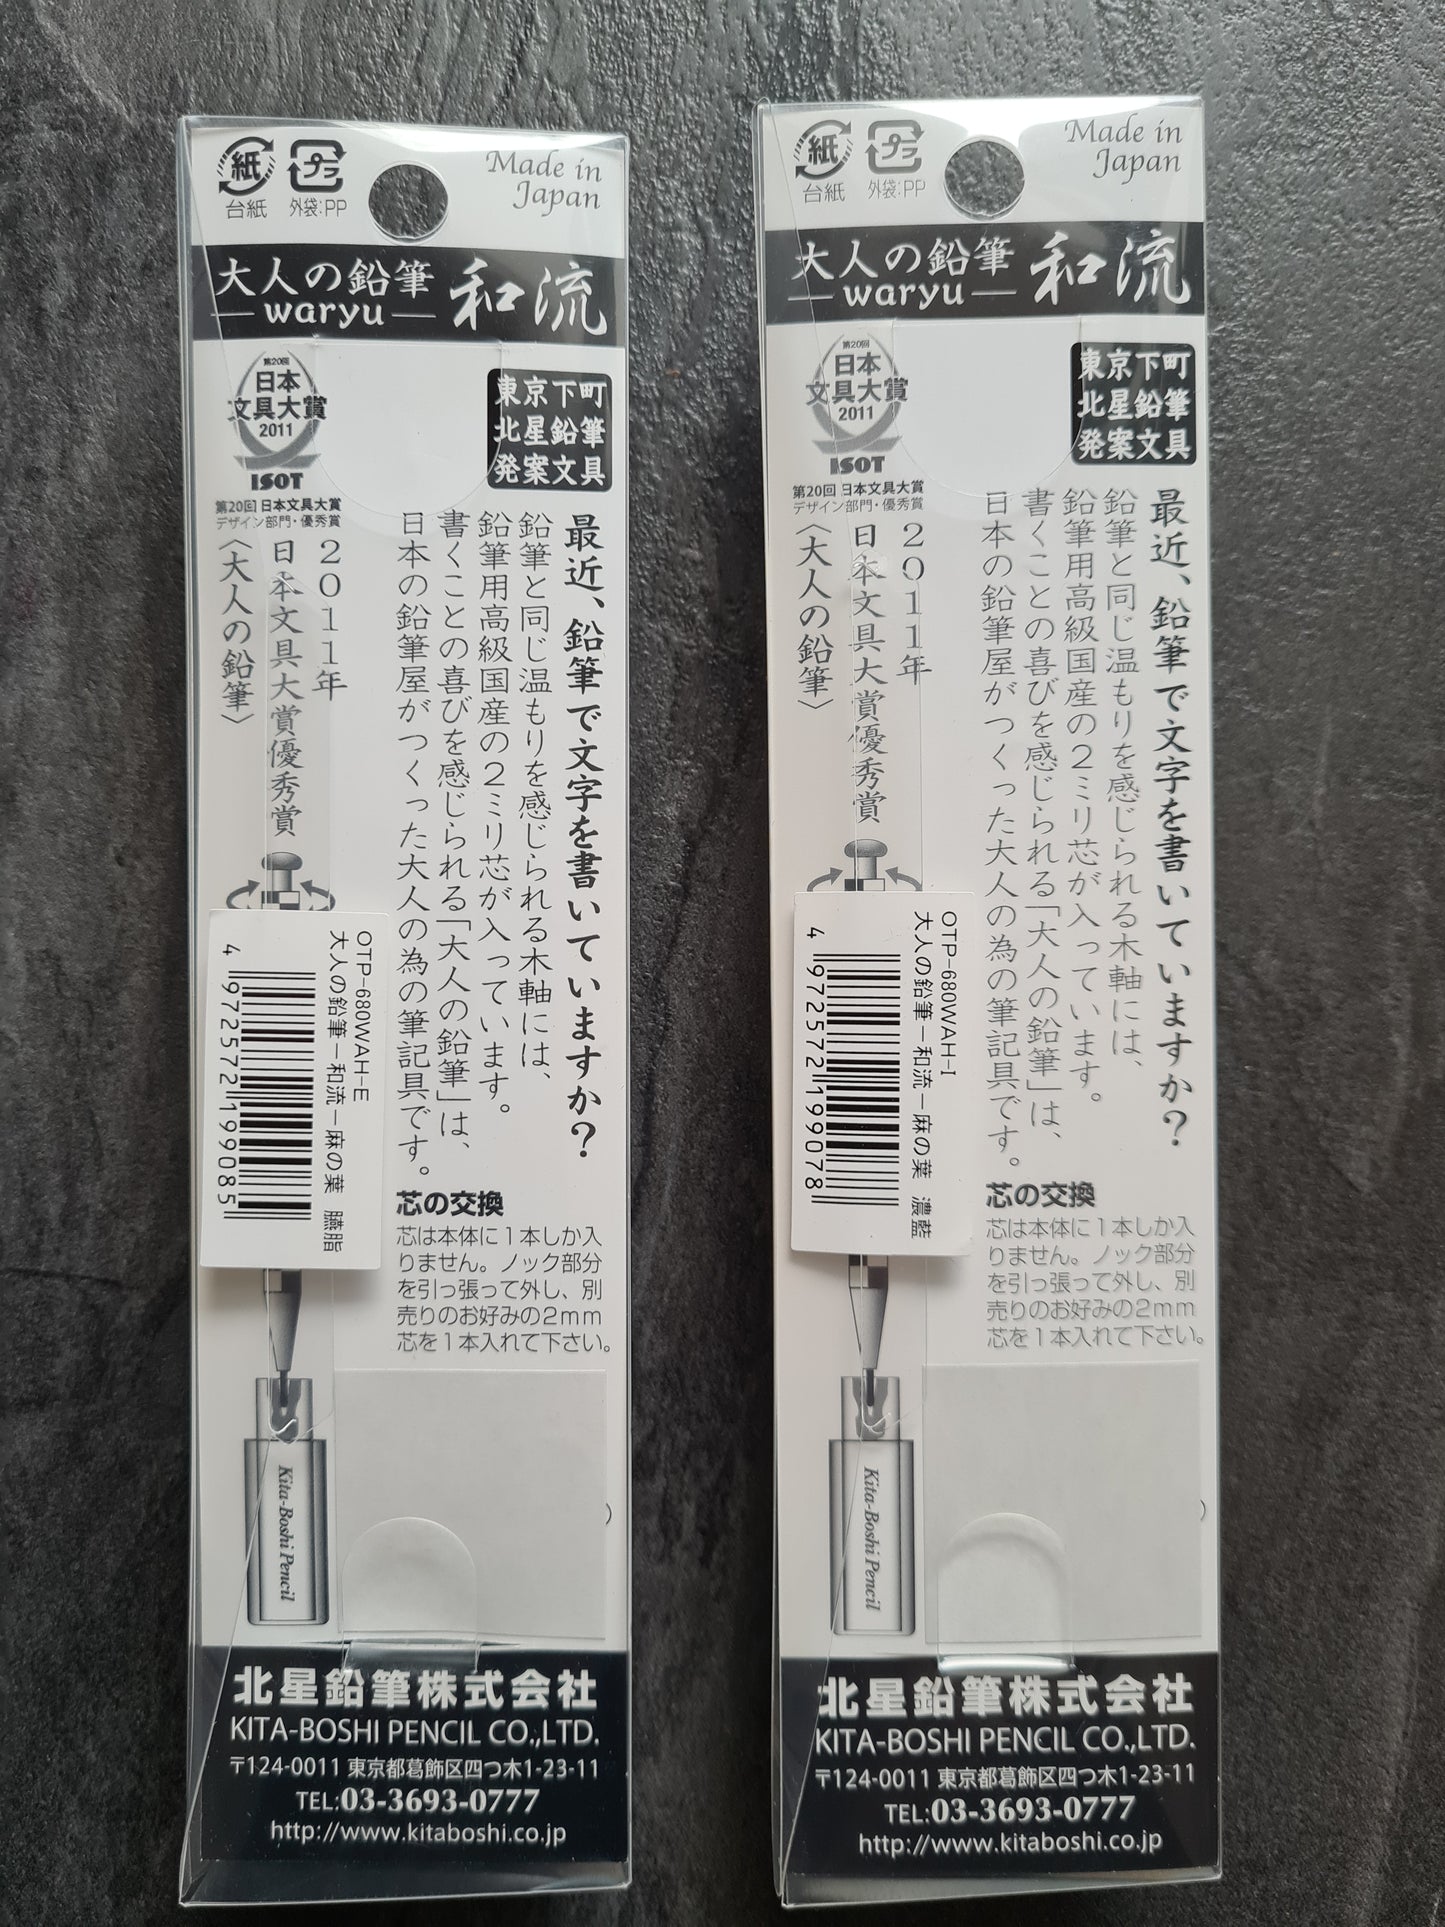 紙
台紙
プラ
外袋:PP
Made in
Japan
大人の鉛筆
waryu
和流
第20回
日本
文具大賞
2011
ISOT
第20回 日本文具大賞
デザイン部門・優秀賞
東京下町
北星鉛筆
発案文具
最近、鉛筆で文字を書いていますか?
鉛筆と同じ温もりを感じられる木軸には、
鉛筆用高級国産の2ミリ芯が入っています。
書くことの喜びを感じられる「大人の鉛筆」は、
日本の鉛筆屋がつくった大人の為の筆記具です。
2011年
日本文具大賞優秀賞
〈大人の鉛筆〉
OTP-680WAH-E
大人の鉛筆-和流-麻の葉 臙脂
4972572199085
芯の交換
芯は本体に1本しか入
りません。ノック部分
を引っ張って外し、別
売りのお好みの2mm
芯を1本入れて下さい。
Kita-Boshi Pencil
北星鉛筆株式会社
KITA-BOSHI PENCIL CO.,LTD.
〒124-0011 東京都葛飾区四つ木1-23-11
TEL:03-3693-0777
http://www.kitaboshi.co.jp
紙
台紙
プラ
外袋:PP
Made in
Japan
大人の鉛筆
waryu
和流
第20回
日本
文具大賞
2011
ISOT
第20回 日本文具大賞
デザイン部門・優秀賞
東京下町
北星鉛筆
発案文具
最近、鉛筆で文字を書いていますか?
鉛筆と同じ温もりを感じられる木軸には、
鉛筆用高級国産の2ミリ芯が入っています。
書くことの喜びを感じられる「大人の鉛筆」は、
日本の鉛筆屋がつくった大人の為の筆記具です。
2011年
日本文具大賞優秀賞
〈大人の鉛筆〉
OTP-680WAH-I
大人の鉛筆-和流-麻の葉 濃藍
4972572199078
芯の交換
芯は本体に1本しか入
りません。ノック部分
を引っ張って外し、別
売りのお好みの2mm
芯を1本入れて下さい。
Kita-Boshi Pencil
北星鉛筆株式会社
KITA-BOSHI PENCIL CO.,LTD.
〒124-0011 東京都葛飾区四つ木1-23-11
TEL:03-3693-0777
http://www.kitaboshi.co.jp